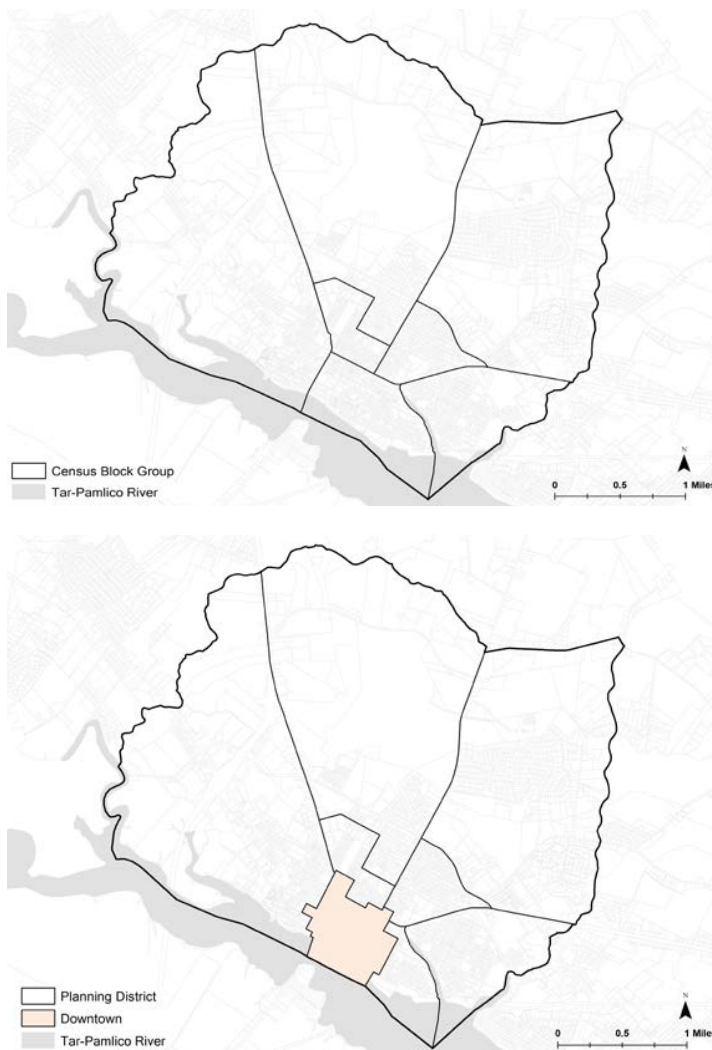 Census Block Group
Tar-Pamlico River
N
0 0.5 1 Miles
Planning District
Downtown
Tar-Pamlico River
N
0 0.5 1 Miles